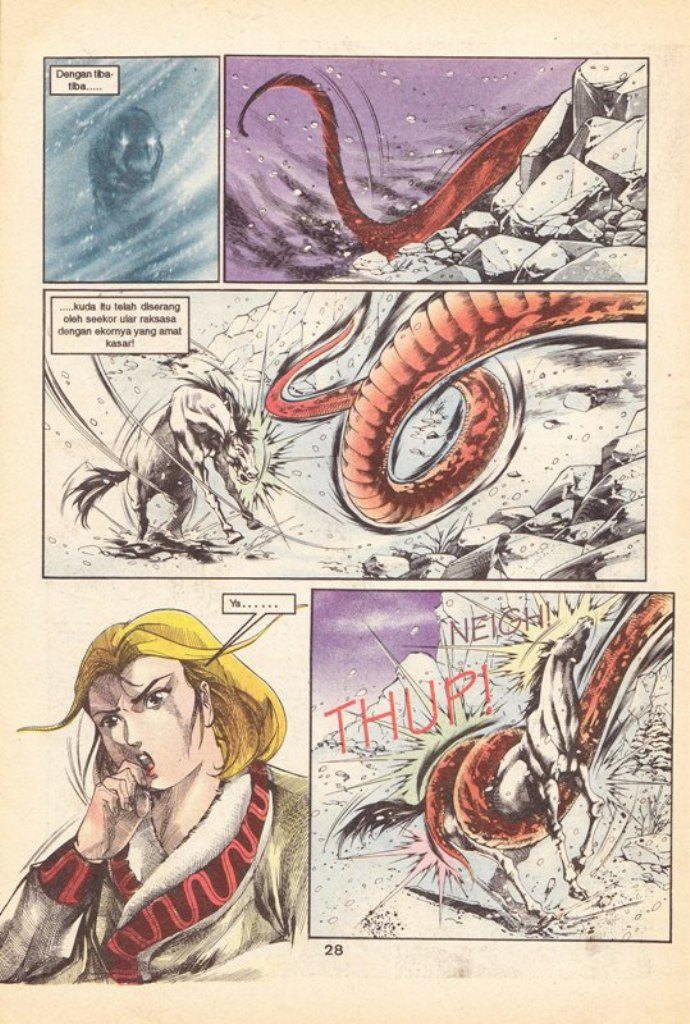 Dengan tiba-
tiba.....
.....kuda itu telah diserang
oleh seekor ular raksasa
dengan ekornya yang amat
kasar!
Ya......
NEIGH!
THUP!
28